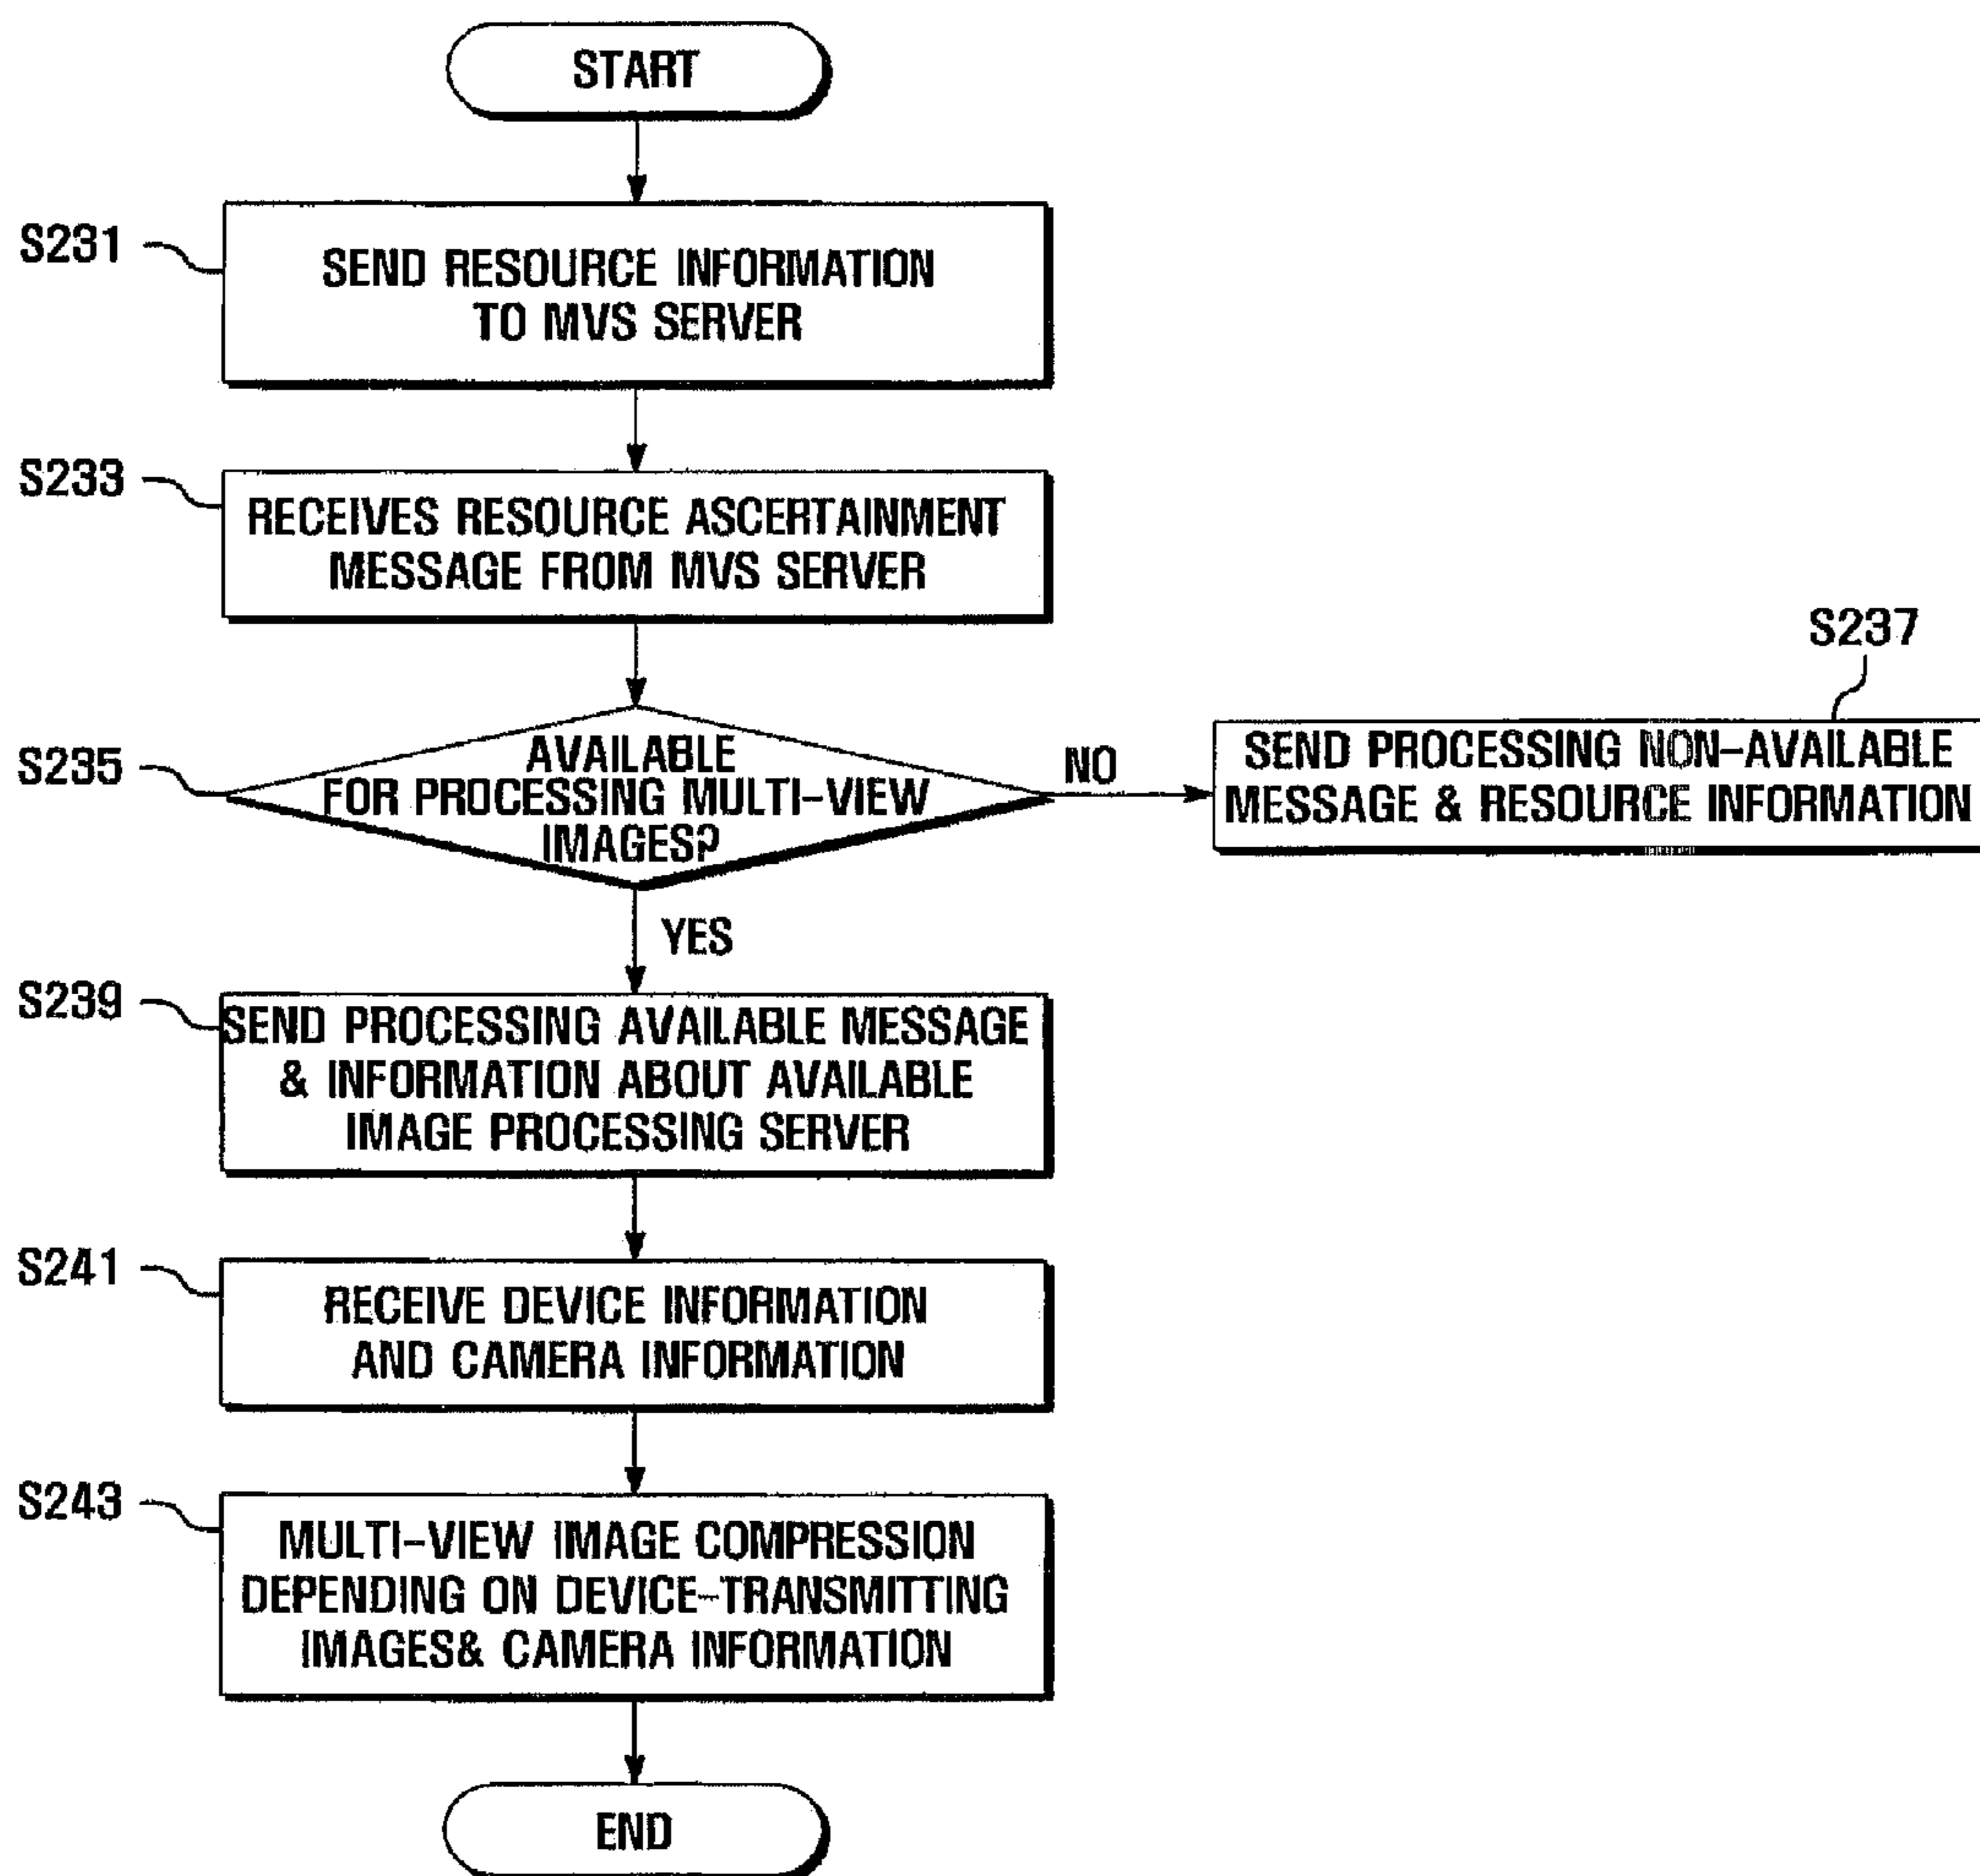 START
S231
SEND RESOURCE INFORMATION
TO MVS SERVER
S233
RECEIVES RESOURCE ASCERTAINMENT
MESSAGE FROM MVS SERVER
S235
AVAILABLE
FOR PROCESSING MULTI-VIEW
IMAGES?
NO
S237
SEND PROCESSING NON-AVAILABLE
MESSAGE & RESOURCE INFORMATION
YES
S239
SEND PROCESSING AVAILABLE MESSAGE
& INFORMATION ABOUT AVAILABLE
IMAGE PROCESSING SERVER
S241
RECEIVE DEVICE INFORMATION
AND CAMERA INFORMATION
S243
MULTI-VIEW IMAGE COMPRESSION
DEPENDING ON DEVICE-TRANSMITTING
IMAGES& CAMERA INFORMATION
END